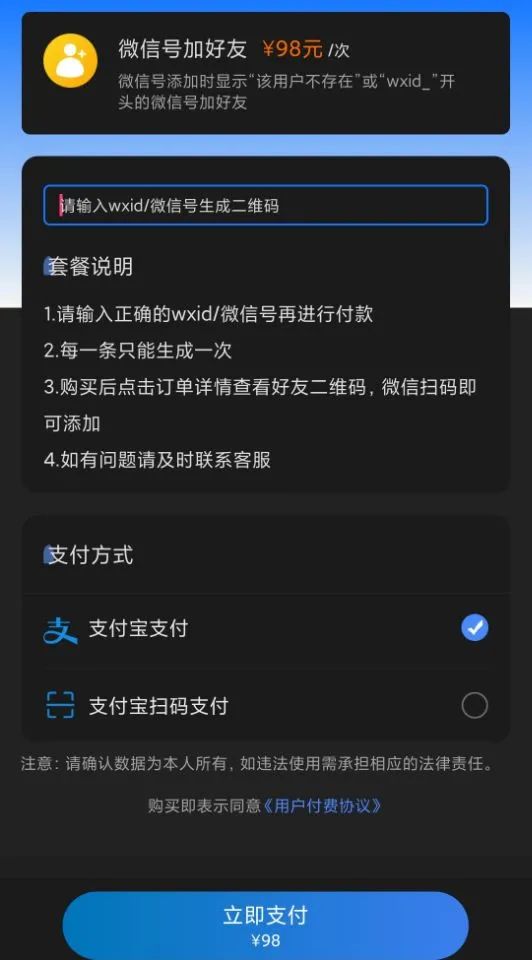 微信号加好友 ¥98元 /次
微信号添加时显示“该用户不存在”或“wxid_”开
头的微信号加好友
请输入wxid/微信号生成二维码
套餐说明
1.请输入正确的wxid/微信号再进行付款
2.每一条只能生成一次
3.购买后点击订单详情查看好友二维码，微信扫码即
可添加
4.如有问题请及时联系客服
支付方式
支付宝支付
支付宝扫码支付
注意：请确认数据为本人所有，如违法使用需承担相应的法律责任。
购买即表示同意《用户付费协议》
立即支付
¥98